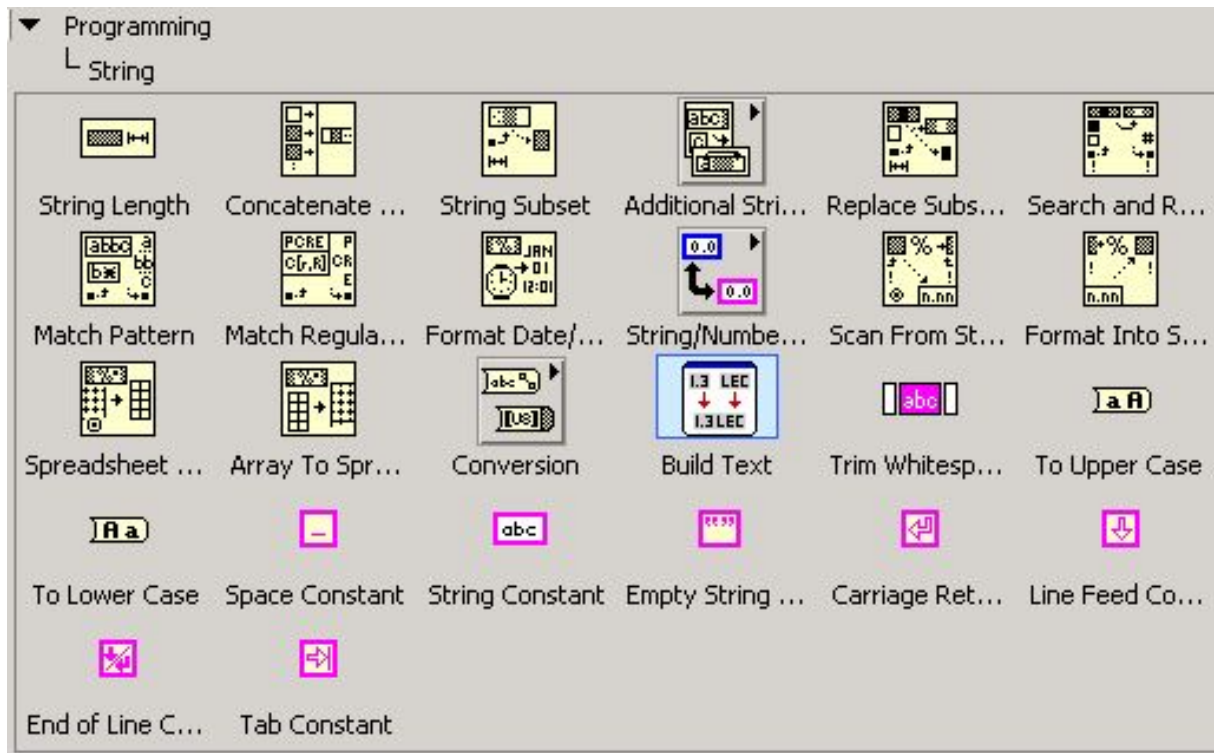 Programming
String
String Length Concatenate ... String Subset Additional Stri... Replace Subs... Search and R...
Match Pattern Match Regula... Format Date/... String/Numbe... Scan From St... Format Into S...
Spreadsheet ... Array To Spr... Conversion Build Text Trim Whitesp... To Upper Case
To Lower Case Space Constant String Constant Empty String ... Carriage Ret... Line Feed Co...
End of Line C... Tab Constant